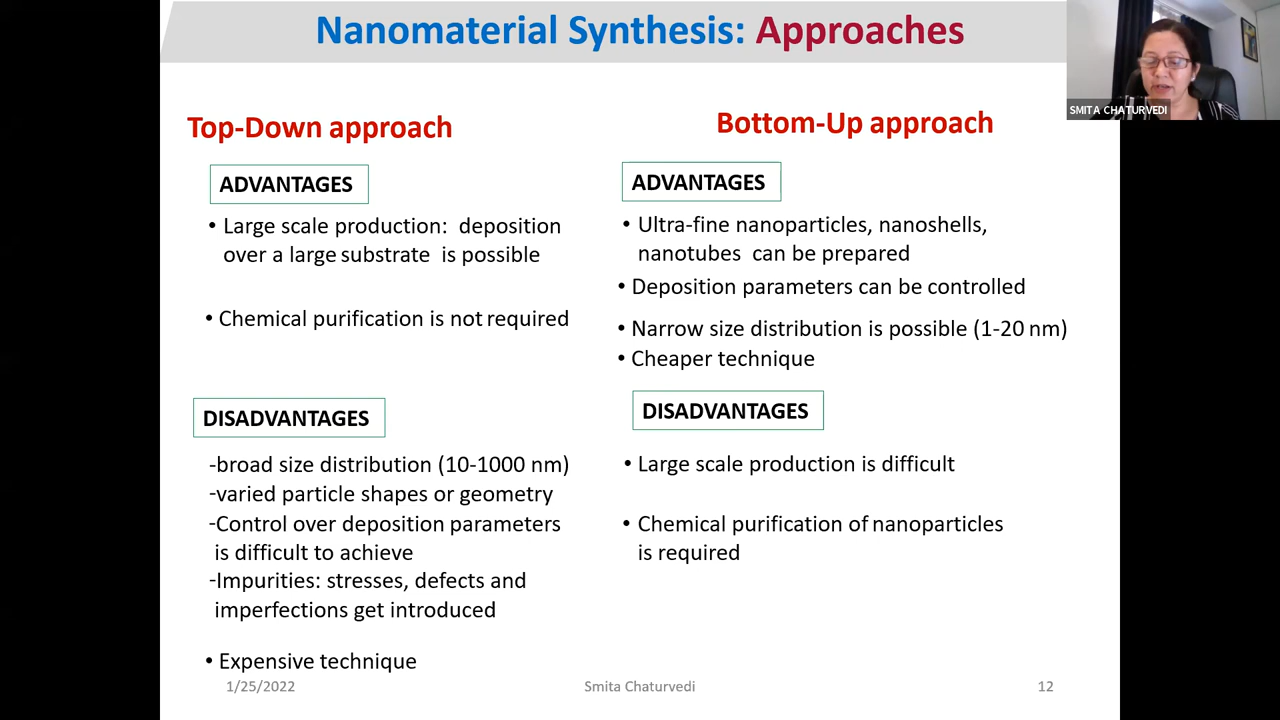 Nanomaterial Synthesis: Approaches
SMITA CHATURVEDI
Top-Down approach
ADVANTAGES
• Large scale production: deposition
over a large substrate is possible
• Chemical purification is not required
DISADVANTAGES
-broad size distribution (10-1000 nm)
-varied particle shapes or geometry
-Control over deposition parameters
is difficult to achieve
-Impurities: stresses, defects and
imperfections get introduced
• Expensive technique
Bottom-Up approach
ADVANTAGES
• Ultra-fine nanoparticles, nanoshells,
nanotubes can be prepared
• Deposition parameters can be controlled
• Narrow size distribution is possible (1-20 nm)
• Cheaper technique
DISADVANTAGES
• Large scale production is difficult
• Chemical purification of nanoparticles
is required
1/25/2022
Smita Chaturvedi
12